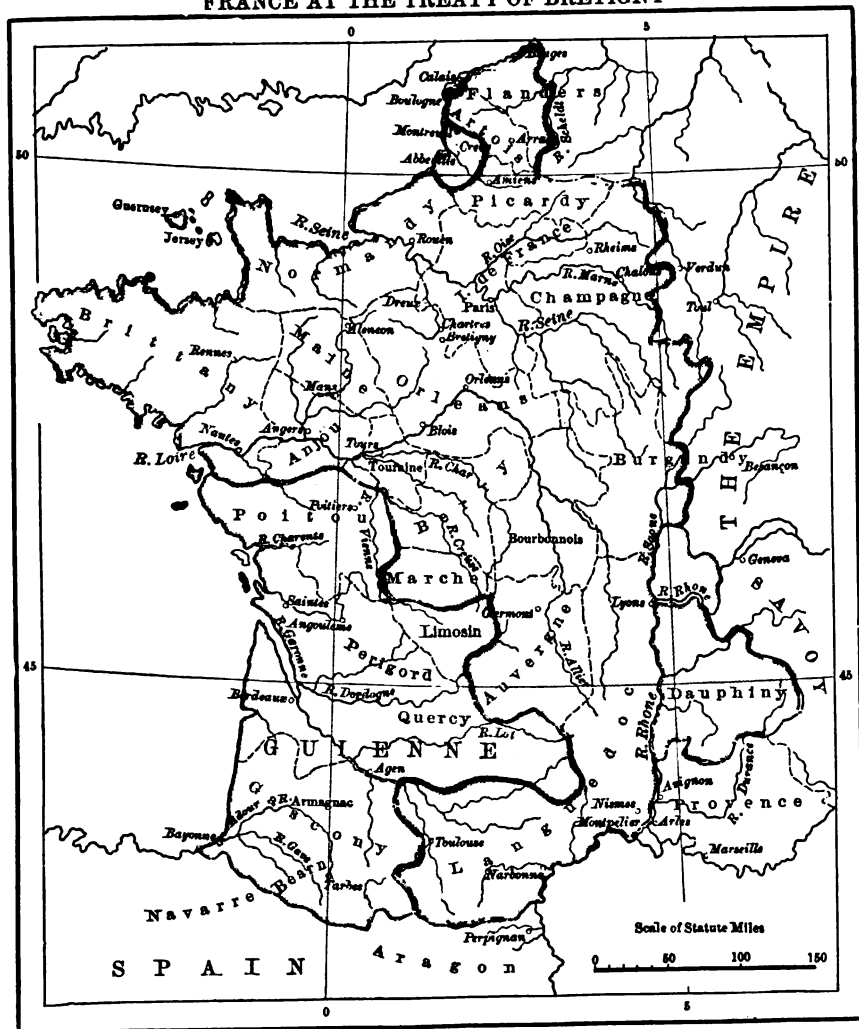 FRANCE AT THE TREATY OF BRETIGNY
0
5
Bruges
Calais
Flanders
Boulogne
Artois
R. Scheldt
Montreuil
Crecy
Arras
Abbeville
50
50
Amiens
Picardy
Guernsey
Jersey
R. Seine
Rouen
Normandy
R. Oise
I. de France
Rheims
R. Marne
Chalons
Verdun
Dreux
Paris
Champagne
Toul
THE EMPIRE
Brittany
Alencon
Chartres
Bretigny
R. Seine
Rennes
Maine
Mans
Orleans
Orleanais
Angers
Anjou
Blois
Nantes
Tours
R. Loire
Touraine
R. Cher
Burgundy
Besançon
Poitiers
Poitou
R. Vienne
Berry
R. Creuse
Bourbonnois
R. Saone
R. Charente
Geneva
Marche
SAVOY
Saintes
Angouleme
Clermont
Lyons
R. Rhone
Limosin
R. Garonne
Perigord
Auvergne
R. Allier
45
45
Bordeaux
R. Dordogne
Dauphiny
Quercy
R. Lot
R. Rhone
GUIENNE
Agen
Avignon
R. Durance
Gascony
Adour R.
Armagnac
Nismes
Provence
Bayonne
Montpelier
Arles
R. Gave
Toulouse
Languedoc
Marseille
Bearn
Tarbes
Narbonne
Navarre
Perpignan
Scale of Statute Miles
SPAIN
Aragon
0 50 100 150
0
5